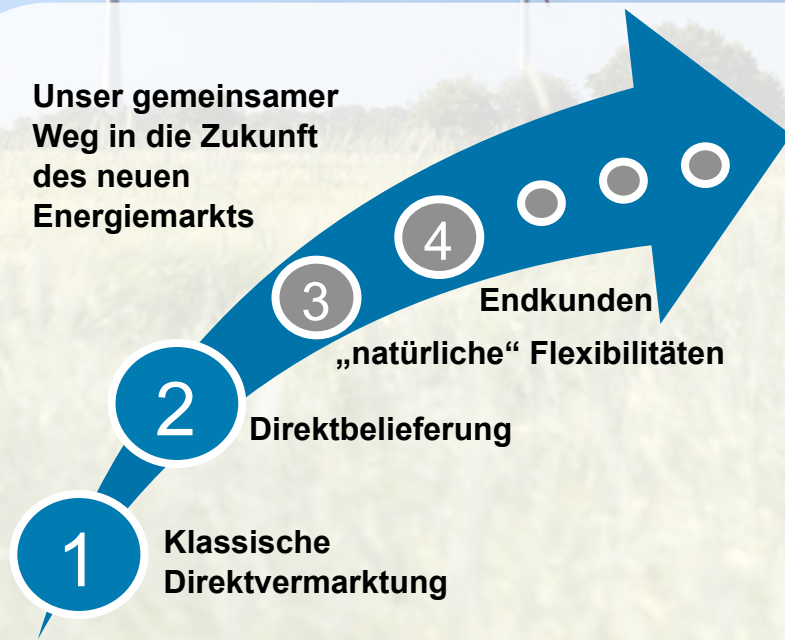 Unser gemeinsamer
Weg in die Zukunft
des neuen
Energiemarkts
4
3
Endkunden
„natürliche“ Flexibilitäten
2
Direktbelieferung
1
Klassische
Direktvermarktung